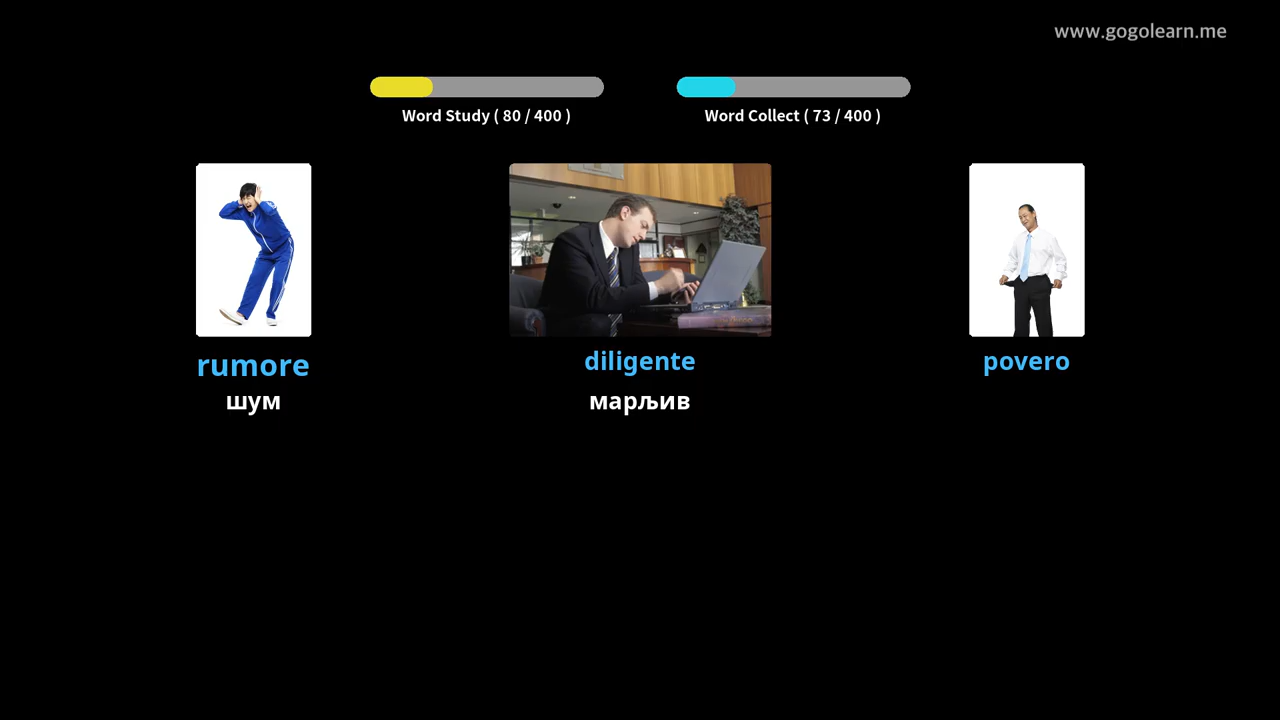 www.gogolearn.me
Word Study ( 80 / 400 )
Word Collect ( 73 / 400 )
rumore
diligente
povero
шум
марљив